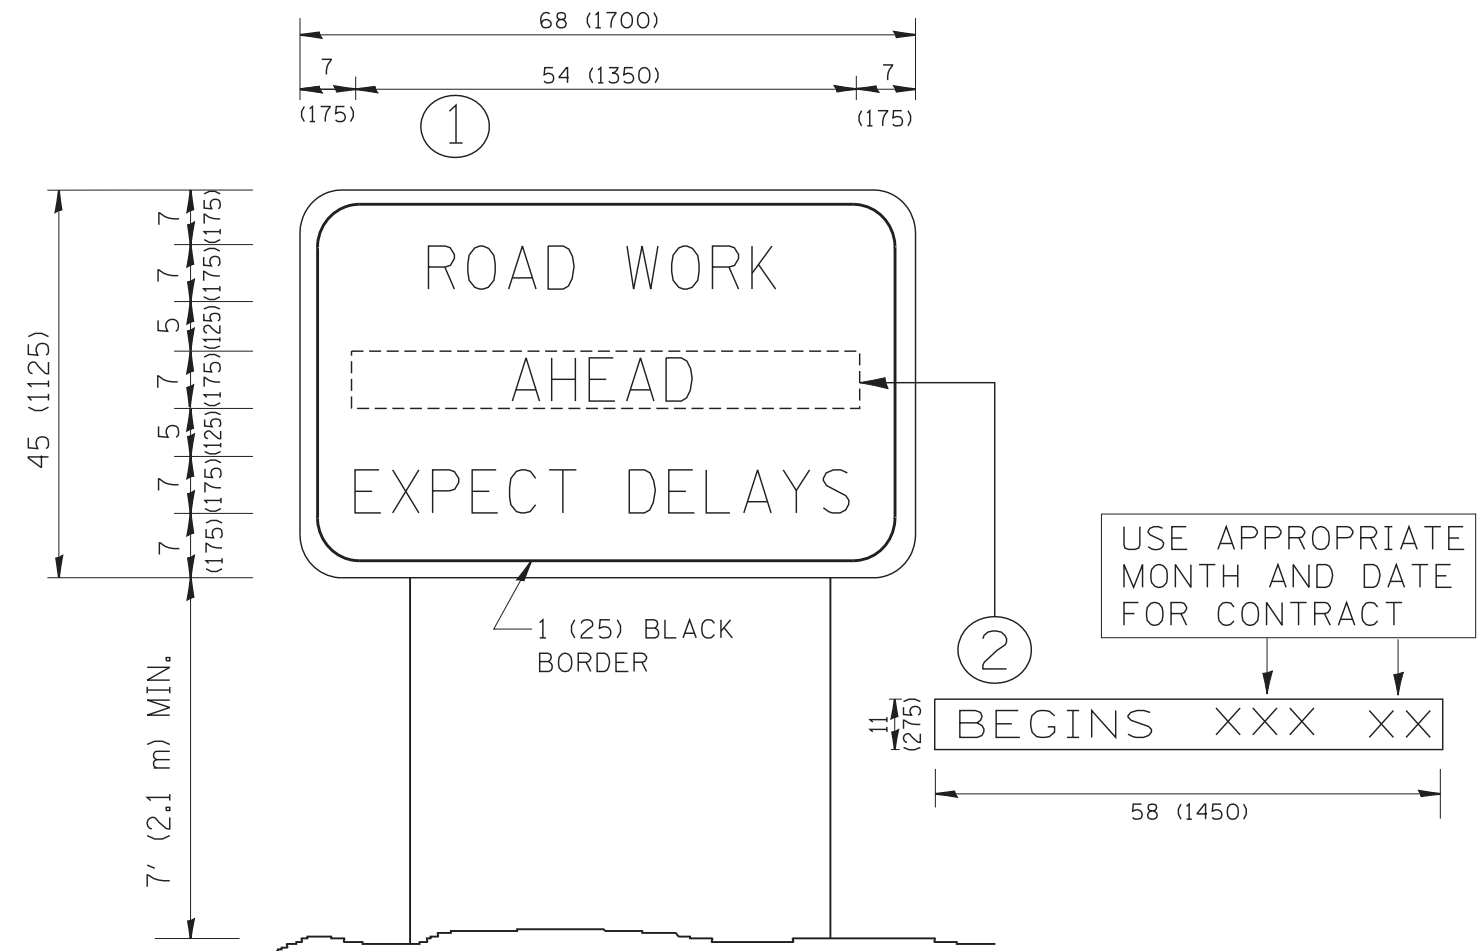 68 (1700)
7
54 (1350)
7
(175)
(175)
1
45 (1125)
7
(175)
7
(175)
5
(125)
7
(175)
5
(125)
7
(175)
7
(175)
ROAD WORK
AHEAD
EXPECT DELAYS
1 (25) BLACK
BORDER
7' (2.1 m) MIN.
USE APPROPRIATE
MONTH AND DATE
FOR CONTRACT
2
11
(275)
BEGINS XXX XX
58 (1450)